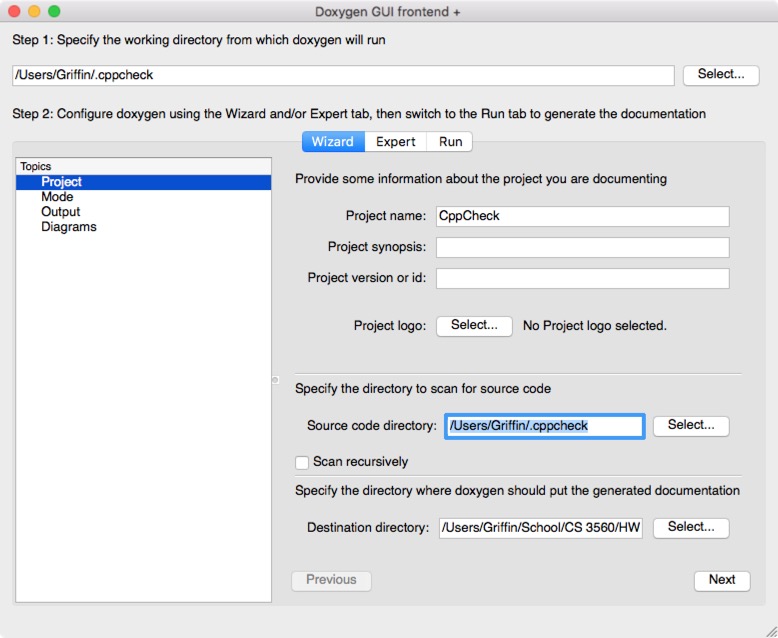 Doxygen GUI frontend +
Step 1: Specify the working directory from which doxygen will run
/Users/Griffin/.cppcheck
Select...
Step 2: Configure doxygen using the Wizard and/or Expert tab, then switch to the Run tab to generate the documentation
Wizard Expert Run
Topics
Project
Mode
Output
Diagrams
Provide some information about the project you are documenting
Project name: CppCheck
Project synopsis:
Project version or id:
Project logo: Select... No Project logo selected.
Specify the directory to scan for source code
Source code directory: /Users/Griffin/.cppcheck Select...
Scan recursively
Specify the directory where doxygen should put the generated documentation
Destination directory: /Users/Griffin/School/CS 3560/HW Select...
Previous Next